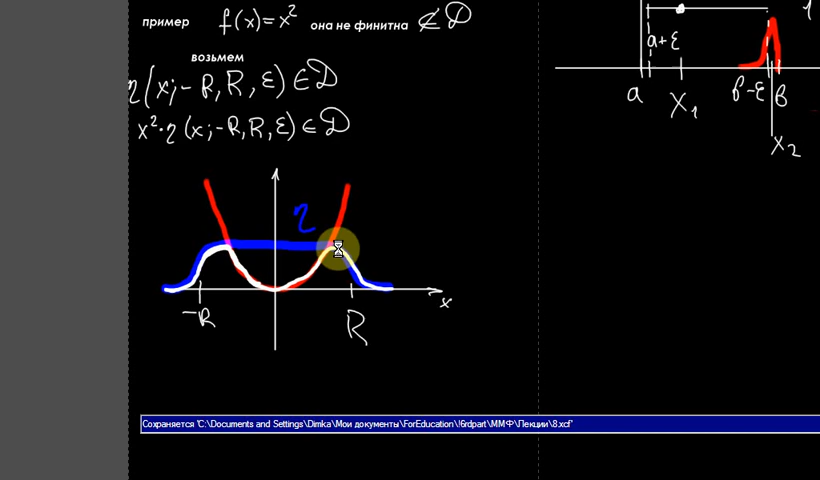 пример f(x)=x² она не финитна ∉ D
возьмем
η(x;-R,R,ε)∈D
x²·η(x;-R,R,ε)∈D
η
-R R x
a+ε
a x₁ b-ε b
x₂
1
Сохраняется 'C:\Documents and Settings\Dimka\Мои документы\ForEducation\!6rdpart\ММФ\Лекции\8.xcf'